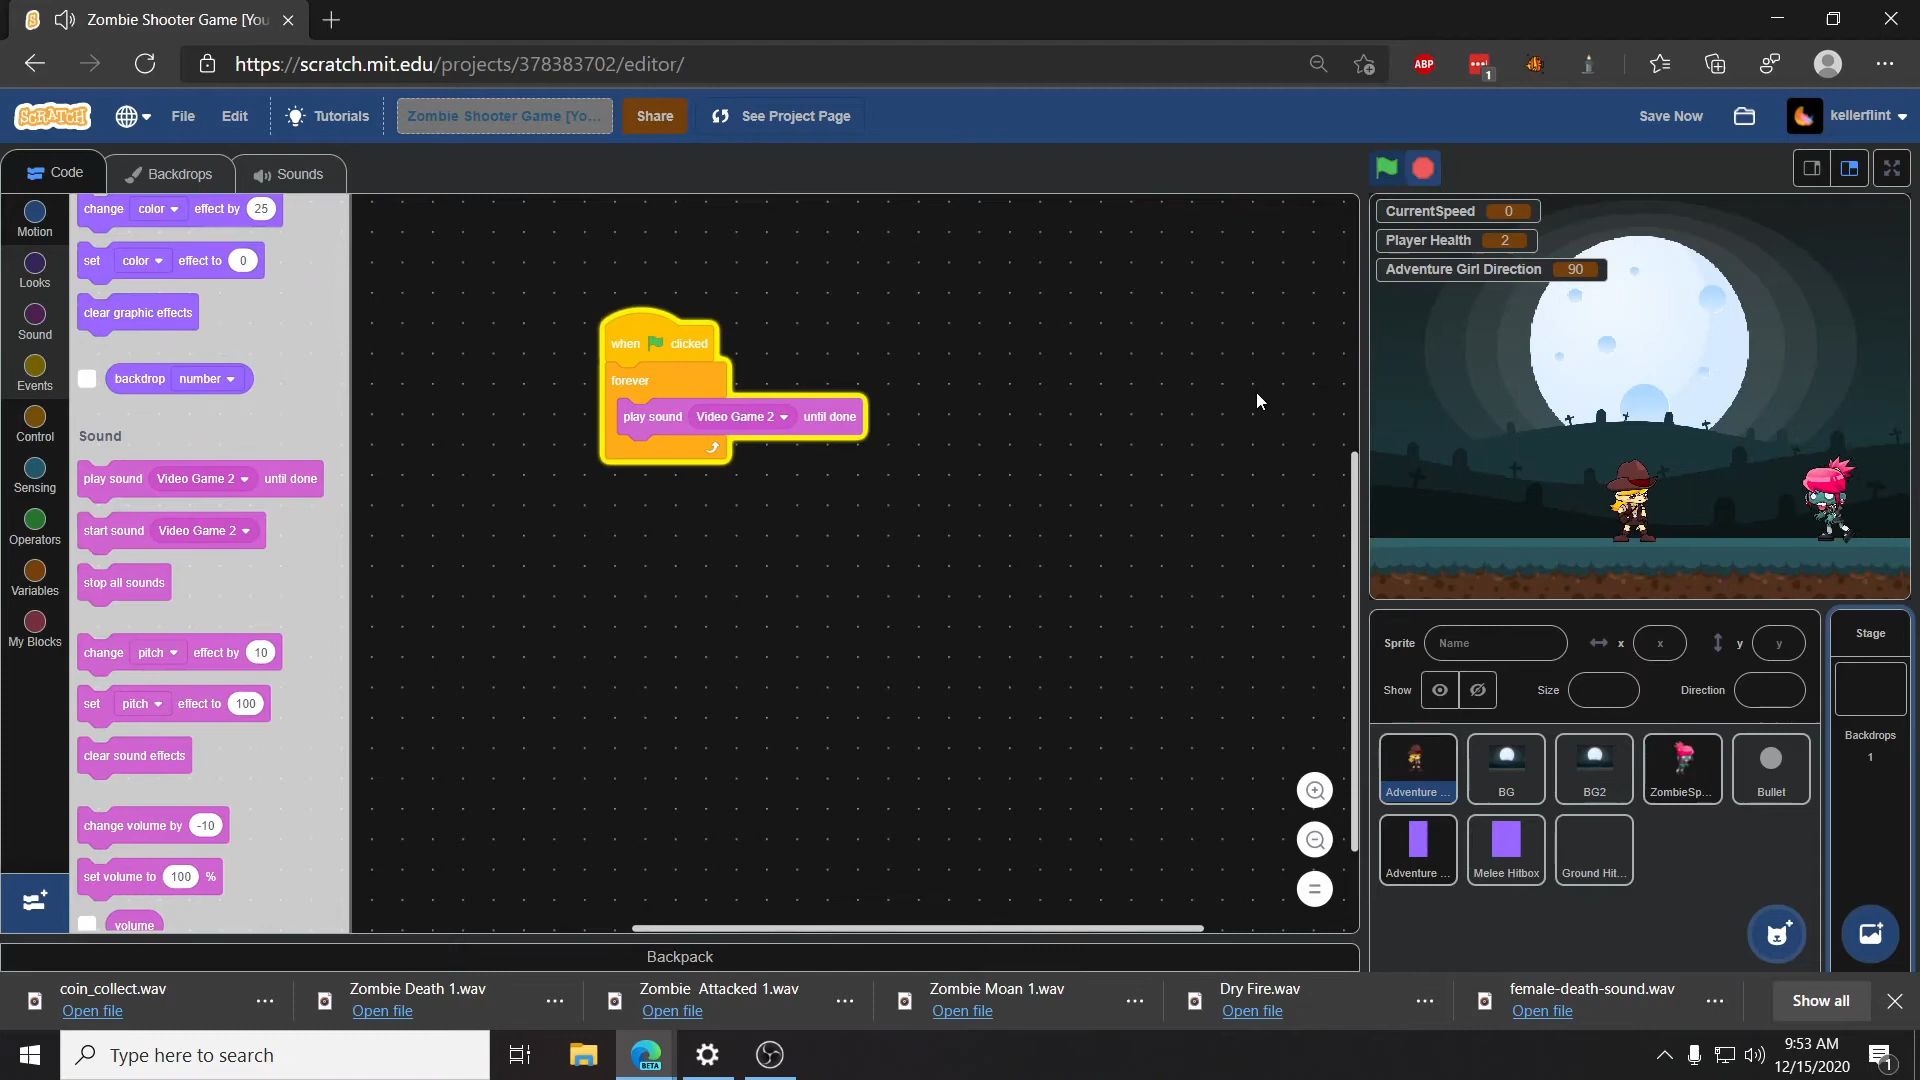 Zombie Shooter Game [You
https://scratch.mit.edu/projects/378383702/editor/
ABP
1
SCRATCH
File
Edit
Tutorials
Zombie Shooter Game [Yo...
Share
See Project Page
Save Now
kellerflint
Code
Backdrops
Sounds
Motion
Looks
Sound
Events
Control
Sensing
Operators
Variables
My Blocks
change color effect by 25
set color effect to 0
clear graphic effects
backdrop number
Sound
play sound Video Game 2 until done
start sound Video Game 2
stop all sounds
change pitch effect by 10
set pitch effect to 100
clear sound effects
change volume by -10
set volume to 100 %
volume
when clicked
forever
play sound Video Game 2 until done
CurrentSpeed 0
Player Health 2
Adventure Girl Direction 90
Sprite Name x x y y
Show Size Direction
Stage
Backdrops
1
Adventure ...
BG
BG2
ZombieSp...
Bullet
Adventure ...
Melee Hitbox
Ground Hit...
Backpack
coin_collect.wav
Open file
Zombie Death 1.wav
Open file
Zombie Attacked 1.wav
Open file
Zombie Moan 1.wav
Open file
Dry Fire.wav
Open file
female-death-sound.wav
Open file
Show all
Type here to search
BETA
9:53 AM
12/15/2020
1